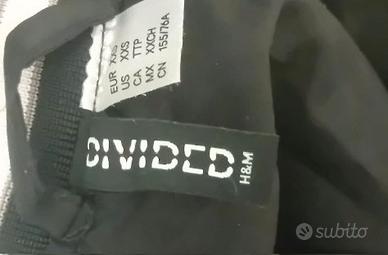 EUR XXS
US XXS
CA TTP
MX XXCH
CN 155/76A
DIVIDED
H&M
subito